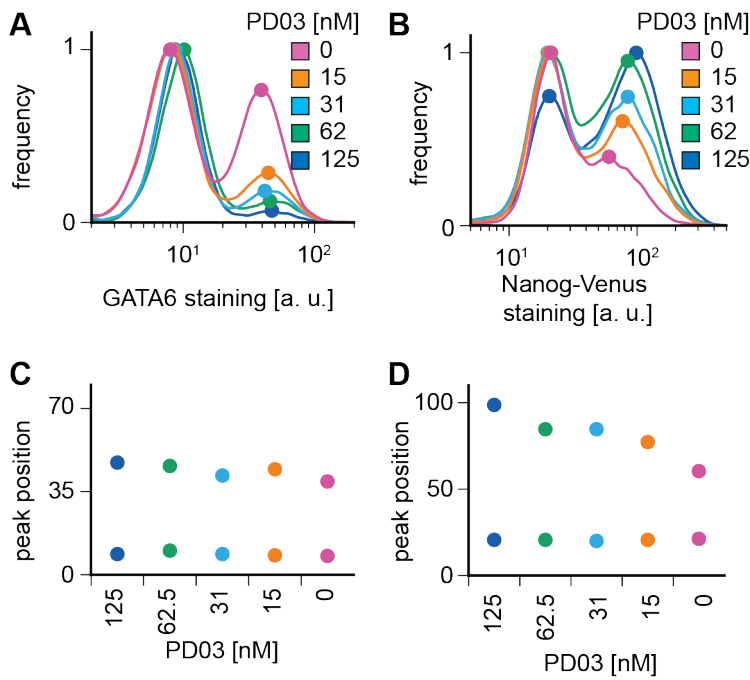 A
PD03 [nM]
0
15
31
62
125
1
0
frequency
10¹
10²
GATA6 staining [a. u.]
B
PD03 [nM]
0
15
31
62
125
1
0
frequency
10¹
10²
Nanog-Venus
staining [a. u.]
C
70
35
0
peak position
125
62.5
31
15
0
PD03 [nM]
D
100
50
0
peak position
125
62.5
31
15
0
PD03 [nM]